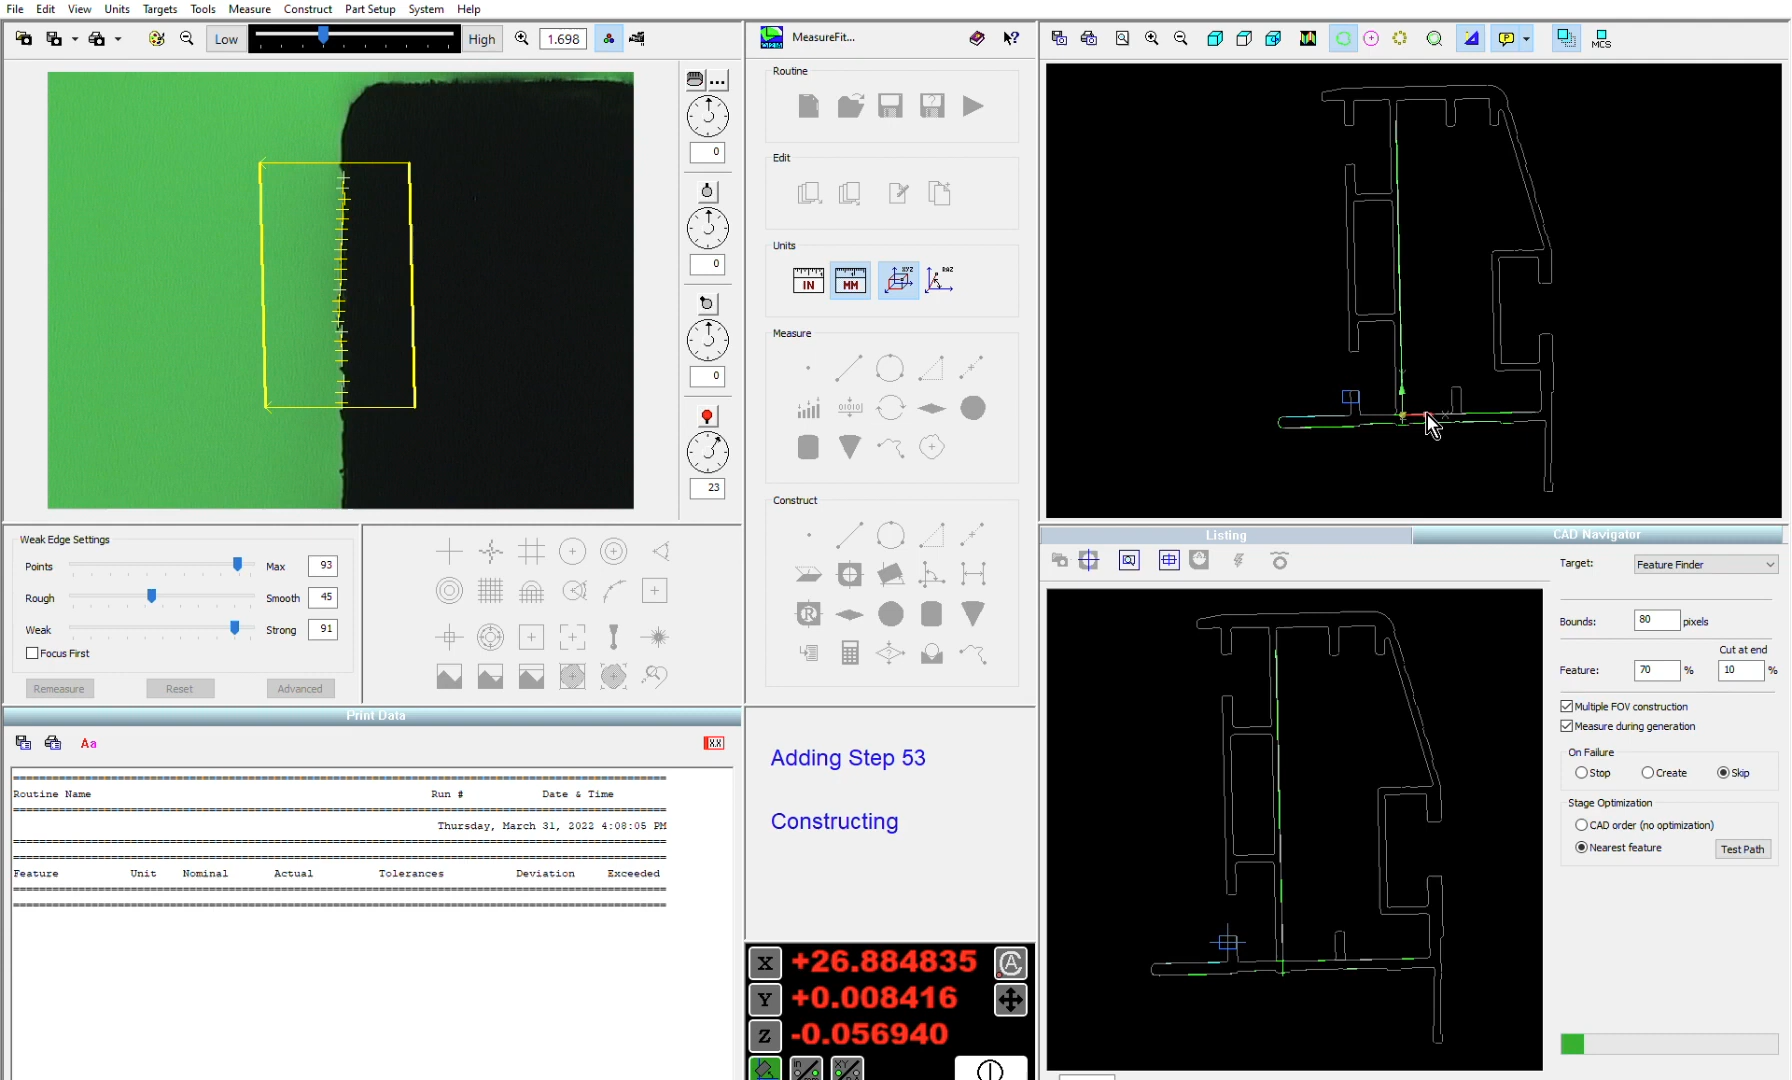 File Edit View Units Targets Tools Measure Construct Part Setup System Help
Low High 1.698
MeasureFit...
MCS
Routine
Edit
Units
IN MM XYZ RAZ
Measure
Construct
0
0
0
23
Weak Edge Settings
Points Max 93
Rough Smooth 45
Weak Strong 91
Focus First
Remeasure Reset Advanced
Print Data
Aa X.X
Routine Name Run # Date & Time
Thursday, March 31, 2022 4:08:05 PM
Feature Unit Nominal Actual Tolerances Deviation Exceeded
Adding Step 53
Constructing
X +26.884835
Y +0.008416
Z -0.056940
Listing CAD Navigator
Target: Feature Finder
Bounds: 80 pixels
Cut at end
Feature: 70 % 10 %
Multiple FOV construction
Measure during generation
On Failure
Stop Create Skip
Stage Optimization
CAD order (no optimization)
Nearest feature Test Path